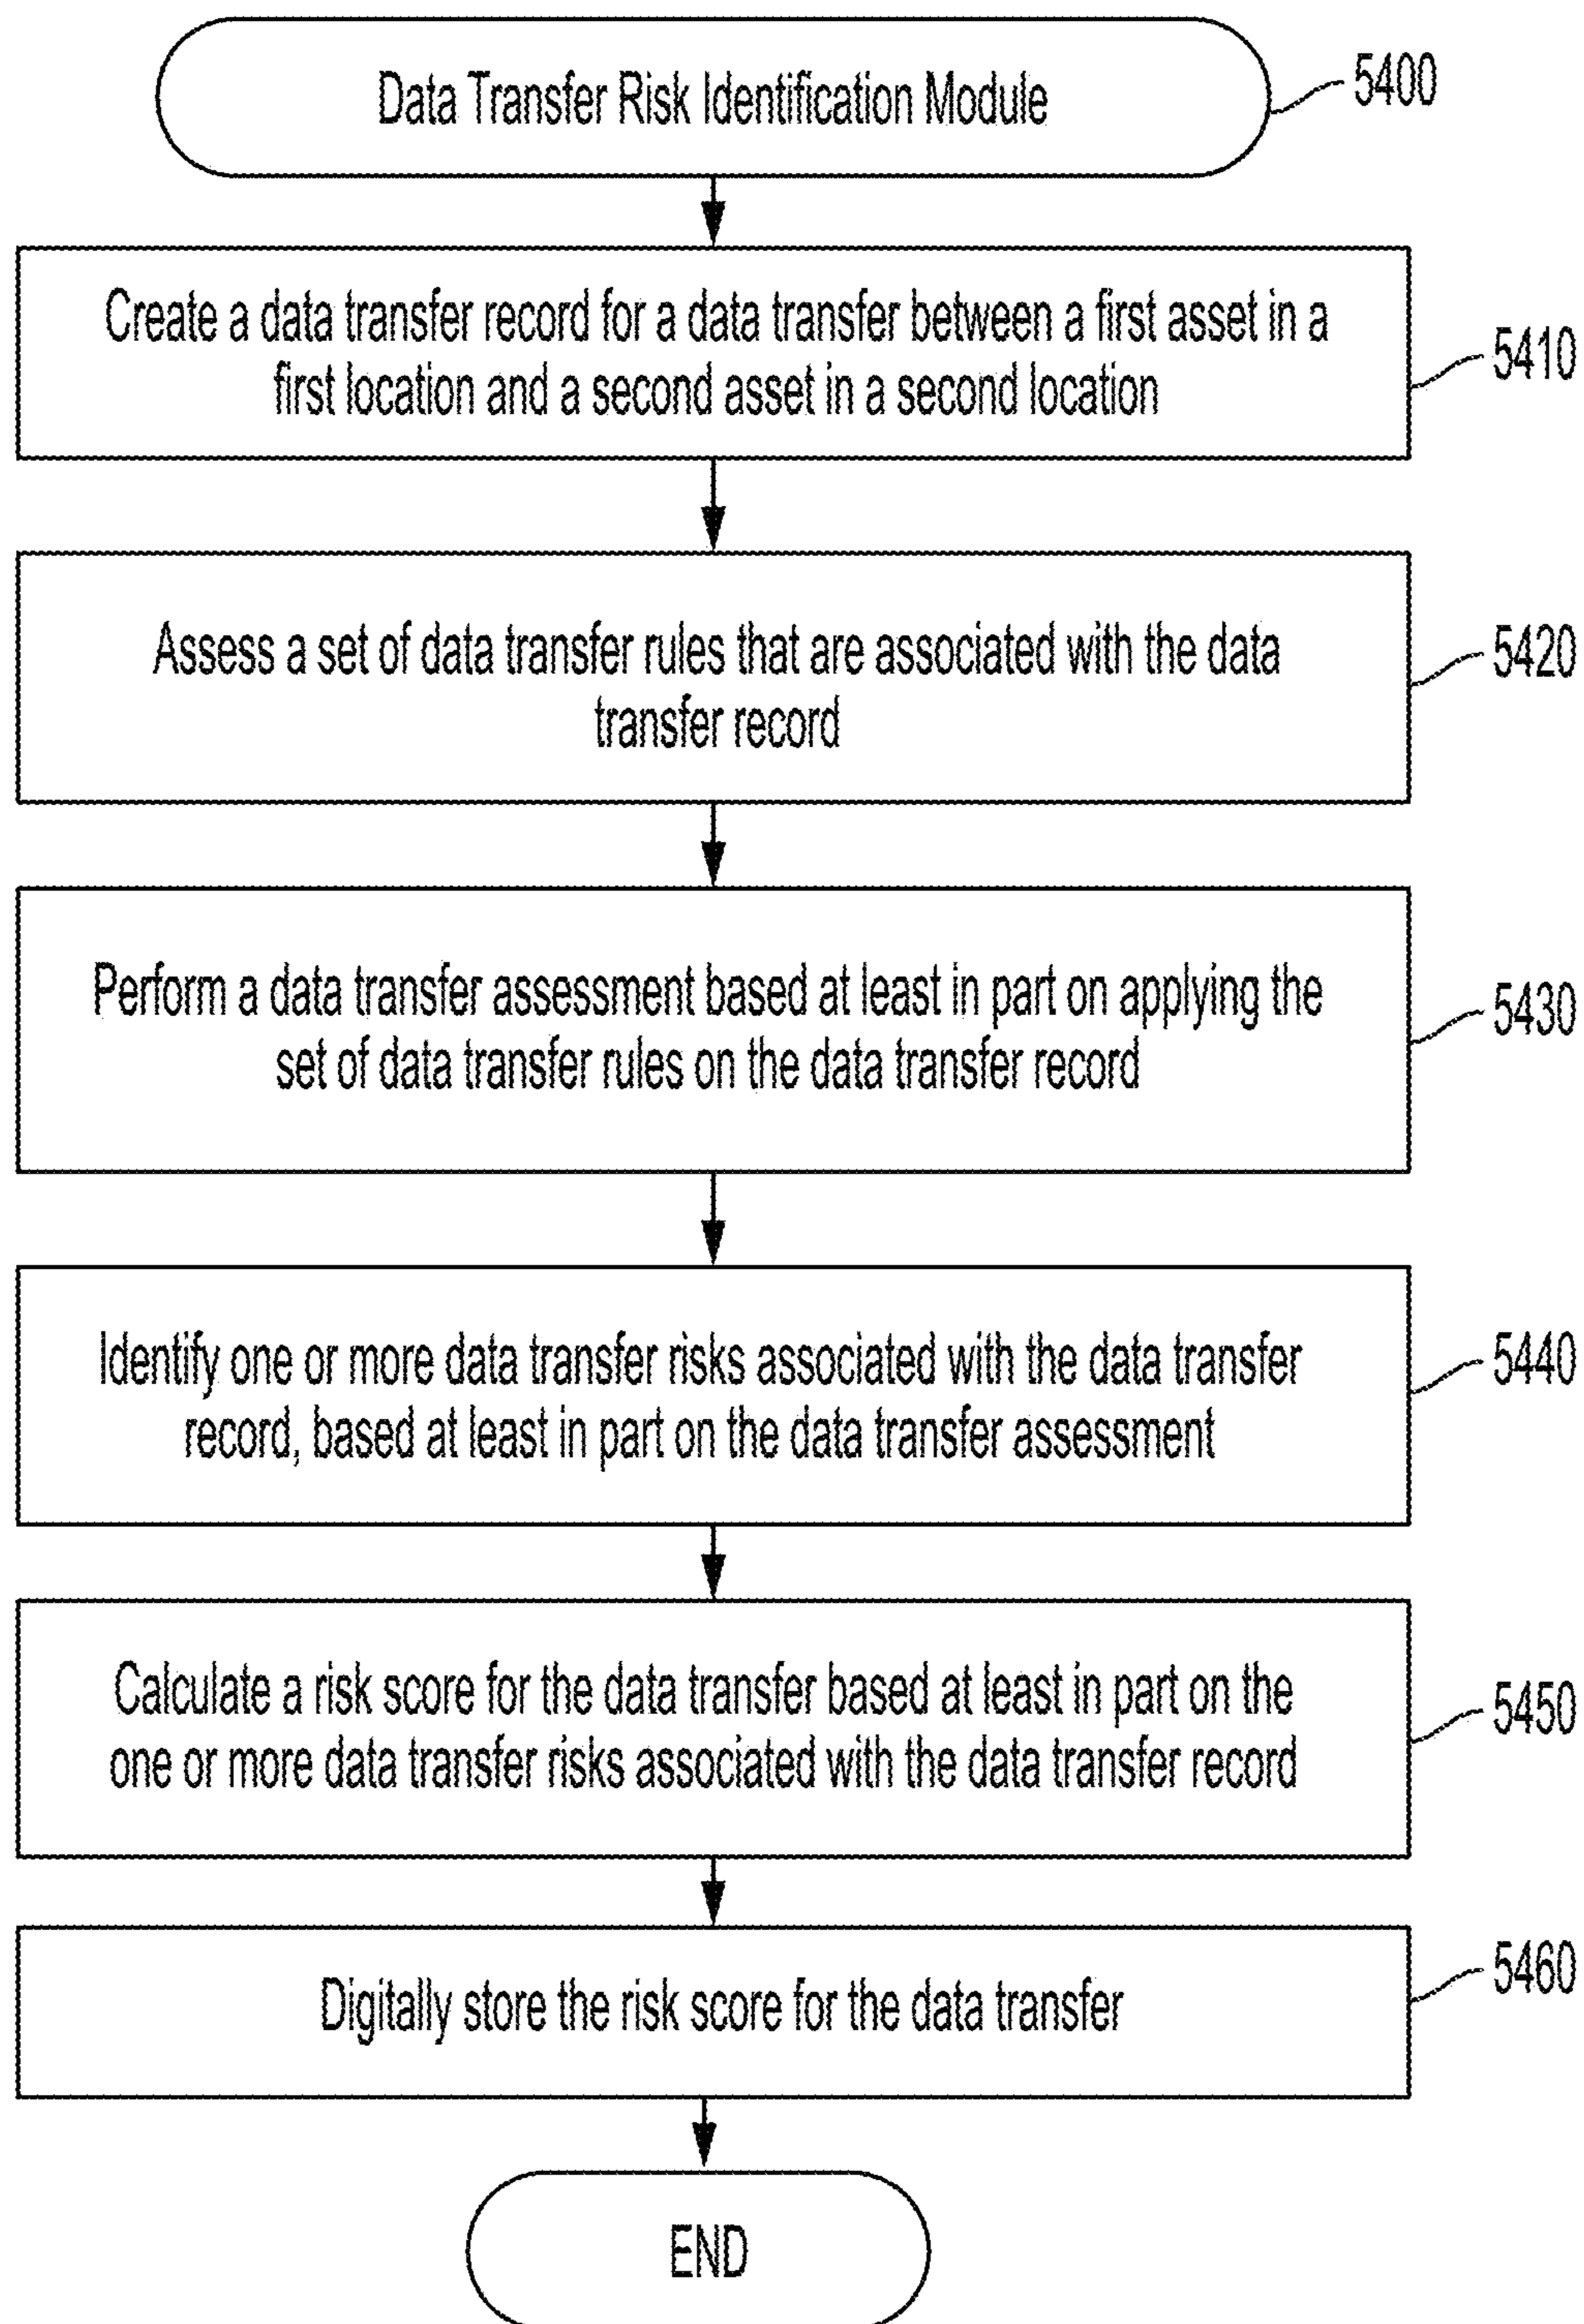 Data Transfer Risk Identification Module
5400
Create a data transfer record for a data transfer between a first asset in a
first location and a second asset in a second location
5410
Assess a set of data transfer rules that are associated with the data
transfer record
5420
Perform a data transfer assessment based at least in part on applying the
set of data transfer rules on the data transfer record
5430
Identify one or more data transfer risks associated with the data transfer
record, based at least in part on the data transfer assessment
5440
Calculate a risk score for the data transfer based at least in part on the
one or more data transfer risks associated with the data transfer record
5450
Digitally store the risk score for the data transfer
5460
END